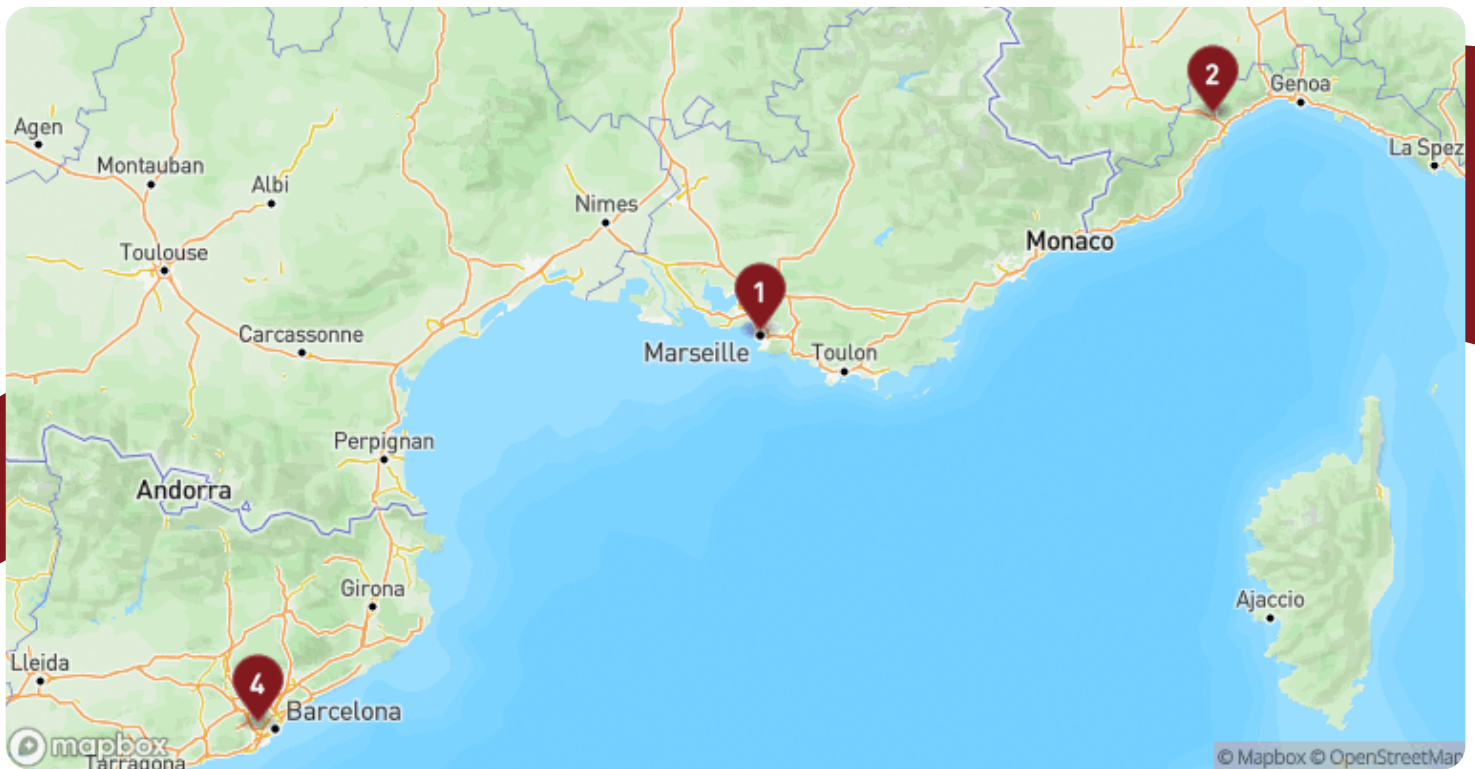 2
Genoa
Agen
La Spez
Montauban
Albi
Nimes
Monaco
Toulouse
1
Carcassonne
Marseille
Toulon
Perpignan
Andorra
Girona
Ajaccio
Lleida
4
Barcelona
mapbox
Tarragona
© Mapbox © OpenStreetMap